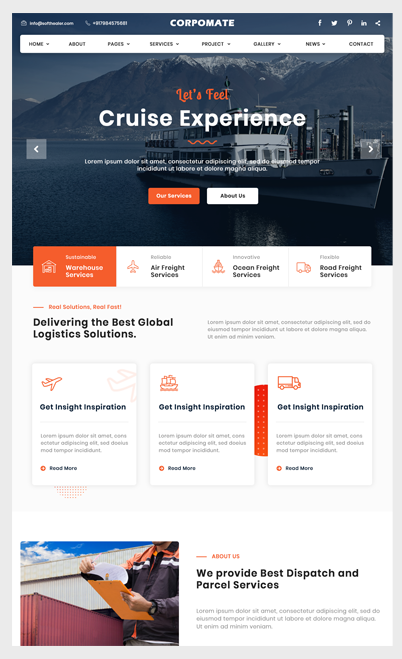 info@softhealer.com
+917984575681
CORPOMATE
HOME
ABOUT
PAGES
SERVICES
PROJECT
GALLERY
NEWS
CONTACT
Let's Feel
Cruise Experience
Lorem ipsum dolor sit amet, consectetur adipiscing elit, sed do eiusmod tempor
incididunt ut labore et dolore magna aliqua.
Our Services
About Us
Sustainable
Warehouse
Services
Reliable
Air Freight
Services
Innovative
Ocean Freight
Services
Flexible
Road Freight
Services
Real Solutions, Real Fast!
Delivering the Best Global
Logistics Solutions.
Lorem ipsum dolor sit amet, consectetur adipiscing elit, sed do
eiusmod tempor incididunt ut labore et dolore magna aliqua.
Ut enim ad minim veniam.
Get Insight Inspiration
Lorem ipsum dolor sit amet, cons
ectetur adipiscing elit, sed do eius
mod tempor incididunt.
Read More
Get Insight Inspiration
Lorem ipsum dolor sit amet, cons
ectetur adipiscing elit, sed do eius
mod tempor incididunt.
Read More
Get Insight Inspiration
Lorem ipsum dolor sit amet, cons
ectetur adipiscing elit, sed do eius
mod tempor incididunt.
Read More
ABOUT US
We provide Best Dispatch and
Parcel Services
Lorem ipsum dolor sit amet, consectetur adipiscing elit, sed do
eiusmod tempor incididunt ut labore et dolore magna aliqua.
Ut enim ad minim veniam.